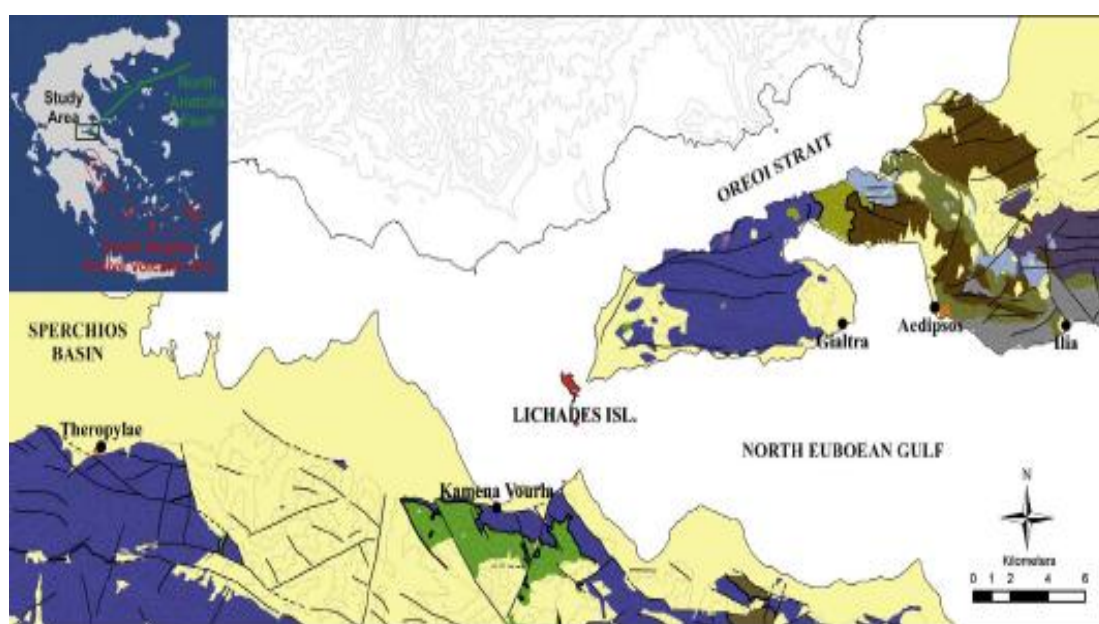 Study
Area
North
Anatolia
Fault
OREOI STRAIT
SPERCHIOS
BASIN
Aedipsos
Gialtra
Ilia
LICHADES ISL.
Theropylae
NORTH EUBOEAN GULF
Kamena Vourla
N
Kilometers
0 1 2 4 6